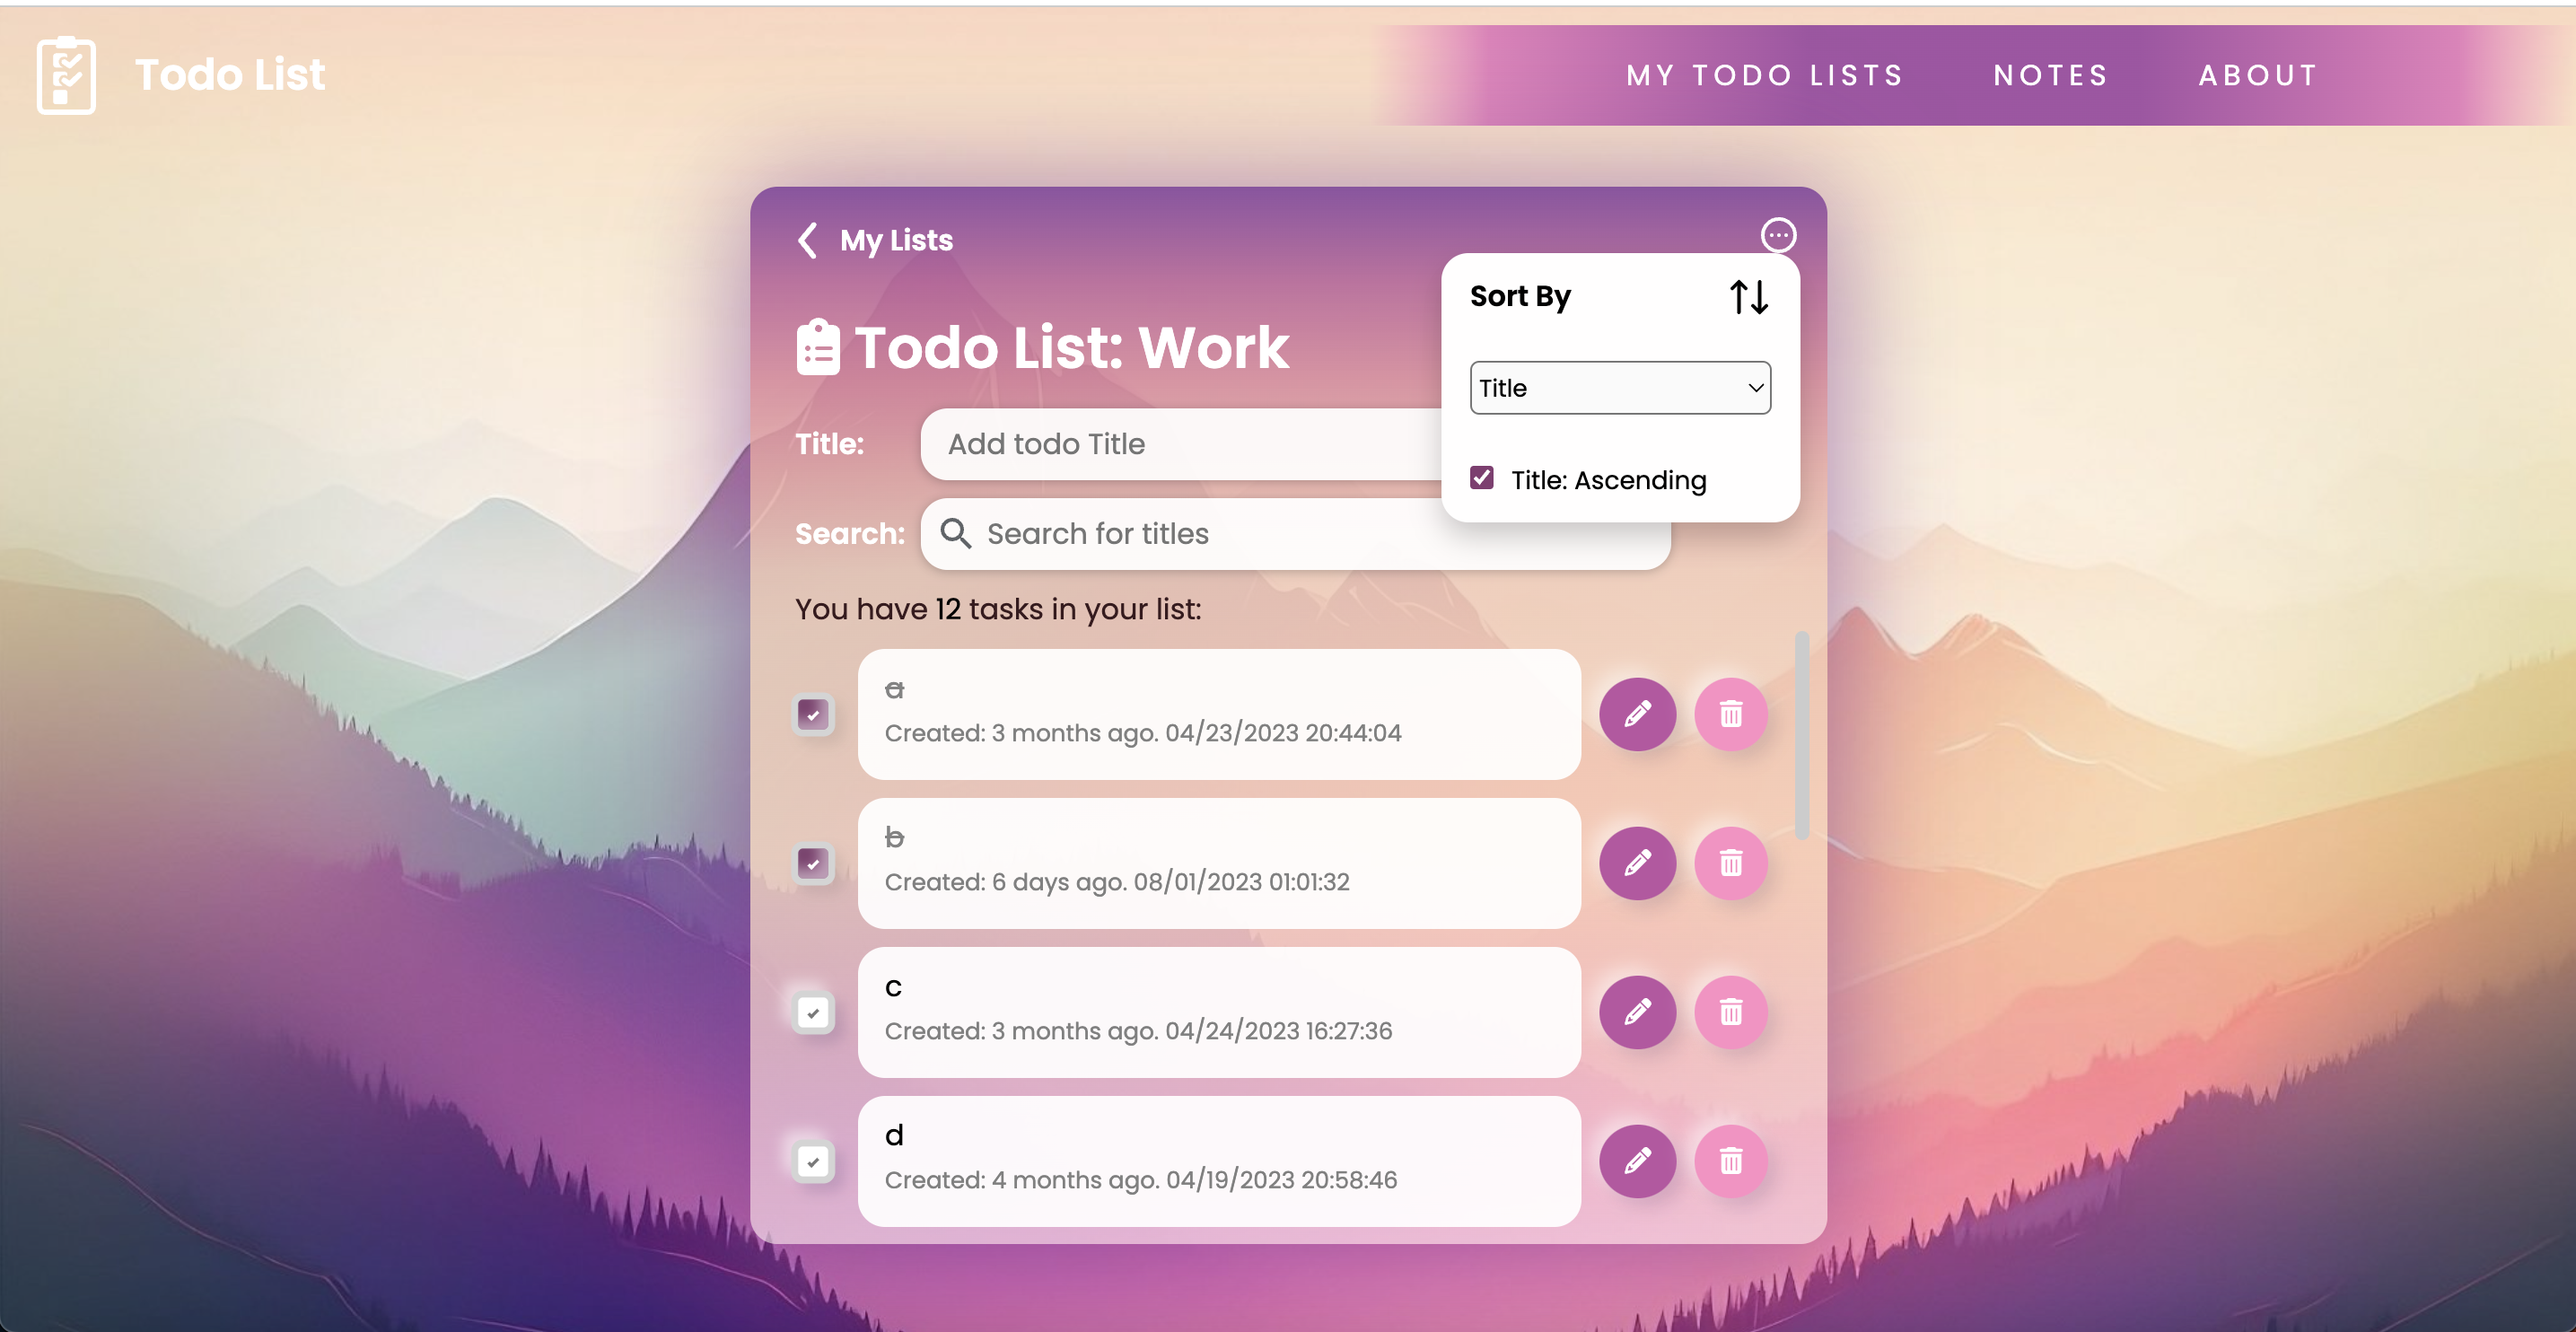 Todo List
MY TODO LISTS
NOTES
ABOUT
My Lists
Sort By
Title
Title: Ascending
Todo List: Work
Title:
Add todo Title
Search:
Search for titles
You have 12 tasks in your list:
a
Created: 3 months ago. 04/23/2023 20:44:04
b
Created: 6 days ago. 08/01/2023 01:01:32
c
Created: 3 months ago. 04/24/2023 16:27:36
d
Created: 4 months ago. 04/19/2023 20:58:46